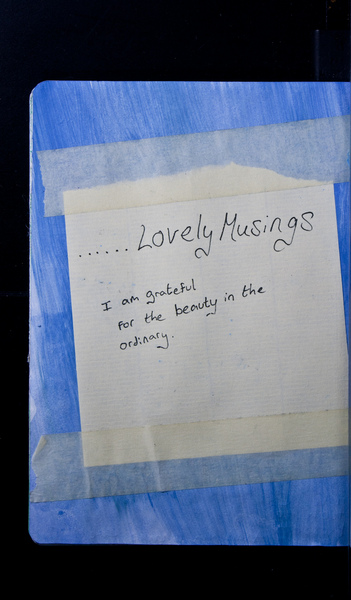 ...... Lovely Musings
I am grateful
for the beauty in the
ordinary.